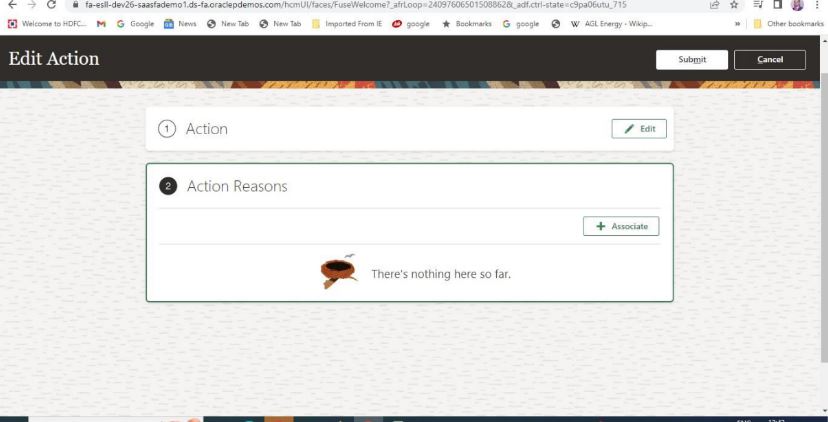 fa-esll-dev26-saasfademo1.ds-fa.oraclepdemos.com/hcmUI/faces/FuseWelcome?_afrLoop=24097606501508862&_adf.ctrl-state=c9pa06utu_715
Welcome to HDFC... Google News New Tab New Tab Imported From IE google Bookmarks google AGL Energy - Wikip... » Other bookmarks
Edit Action Submit Cancel
1 Action Edit
2 Action Reasons
+ Associate
There's nothing here so far.